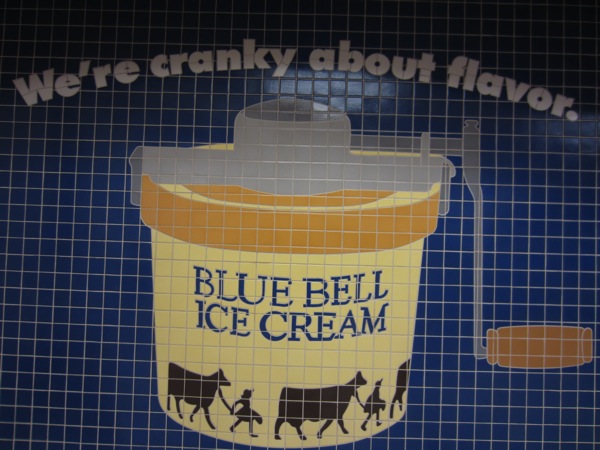 We're cranky about flavor.
BLUE BELL
ICE CREAM